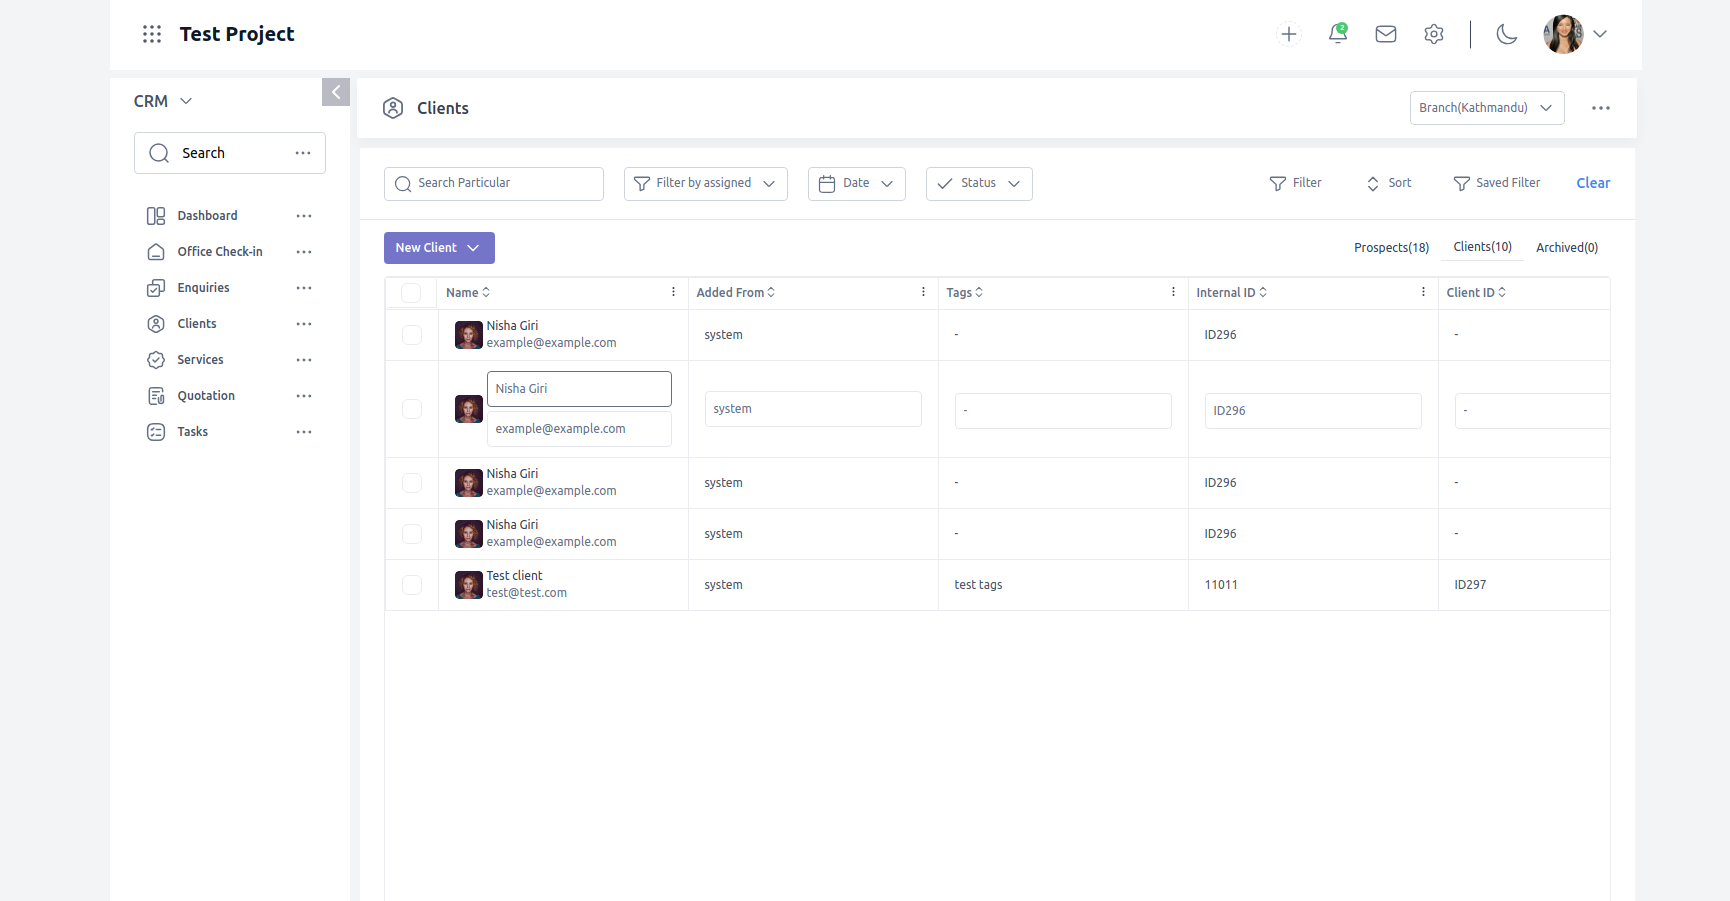 Test Project
2
CRM
Search
Dashboard
Office Check-in
Enquiries
Clients
Services
Quotation
Tasks
Clients
Branch(Kathmandu)
Search Particular
Filter by assigned
Date
Status
Filter
Sort
Saved Filter
Clear
New Client
Prospects(18)
Clients(10)
Archived(0)
Name
Added From
Tags
Internal ID
Client ID
Nisha Giri
example@example.com
system
-
ID296
-
Nisha Giri
example@example.com
system
-
ID296
-
Nisha Giri
example@example.com
system
-
ID296
-
Nisha Giri
example@example.com
system
-
ID296
-
Test client
test@test.com
system
test tags
11011
ID297